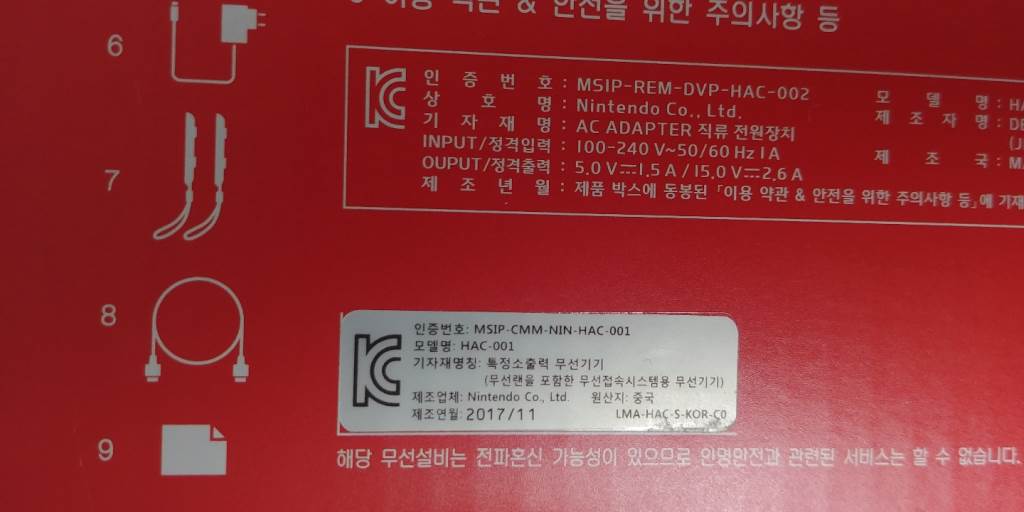 이용 약관 & 안전을 위한 주의사항 등
6
인 증 번 호 : MSIP-REM-DVP-HAC-002
모 델 명 : HA
상 호 명 : Nintendo Co., Ltd.
제 조 자 명 : DE
기 자 재 명 : AC ADAPTER 직류 전원장치
(J
INPUT/정격입력 : 100-240 V~50/60 Hz 1A
제 조 국 : M
OUPUT/정격출력 : 5.0 V⎓1.5 A / 15.0 V⎓2.6 A
제 조 년 월 : 제품 박스에 동봉된 「이용 약관 & 안전을 위한 주의사항 등」에 기재
7
8
인증번호: MSIP-CMM-NIN-HAC-001
모델명: HAC-001
기자재명칭: 특정소출력 무선기기
(무선랜을 포함한 무선접속시스템용 무선기기)
제조업체: Nintendo Co., Ltd. 원산지: 중국
제조연월: 2017/11 LMA-HAC-S-KOR-C0
9
해당 무선설비는 전파혼신 가능성이 있으므로 인명안전과 관련된 서비스는 할 수 없습니다.